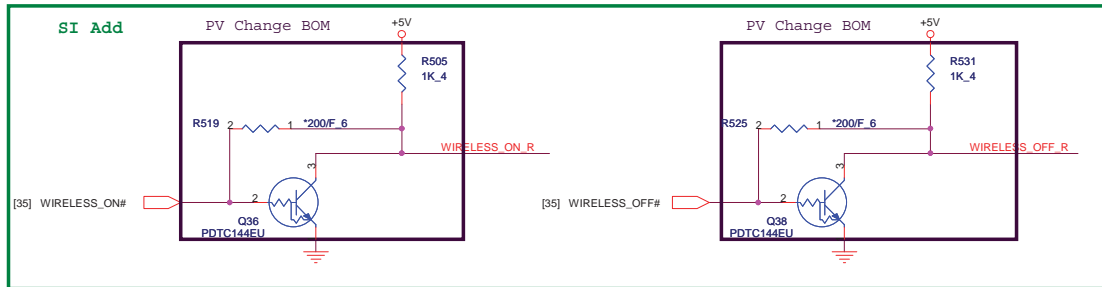 SI Add
PV Change BOM
+5V
R505
1K_4
R519
2
1
*200/F_6
WIRELESS_ON_R
3
[35] WIRELESS_ON#
2
Q36
PDTC144EU
PV Change BOM
+5V
R531
1K_4
R525
2
1
*200/F_6
WIRELESS_OFF_R
3
[35] WIRELESS_OFF#
2
Q38
PDTC144EU